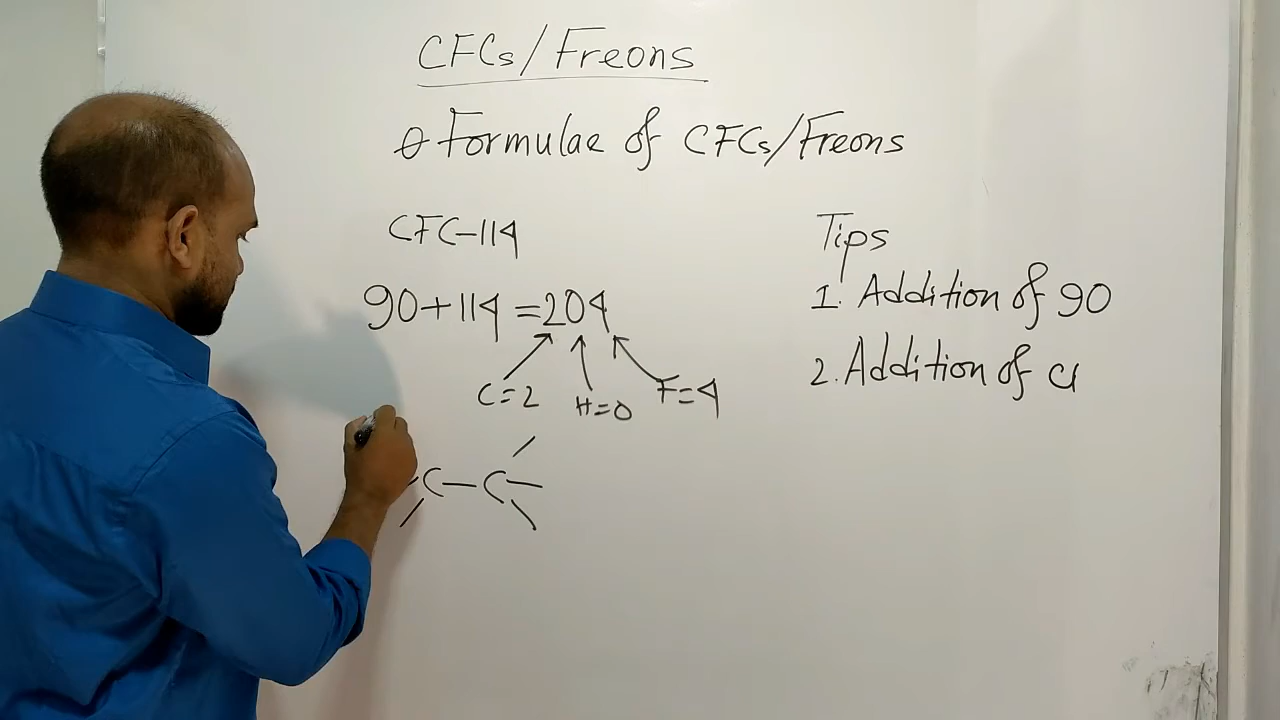 CFCs/Freons
Formulae of CFCs/Freons
CFC-114
90+114=204
C=2 H=0 F=4
C-C
Tips
1. Addition of 90
2. Addition of Cl